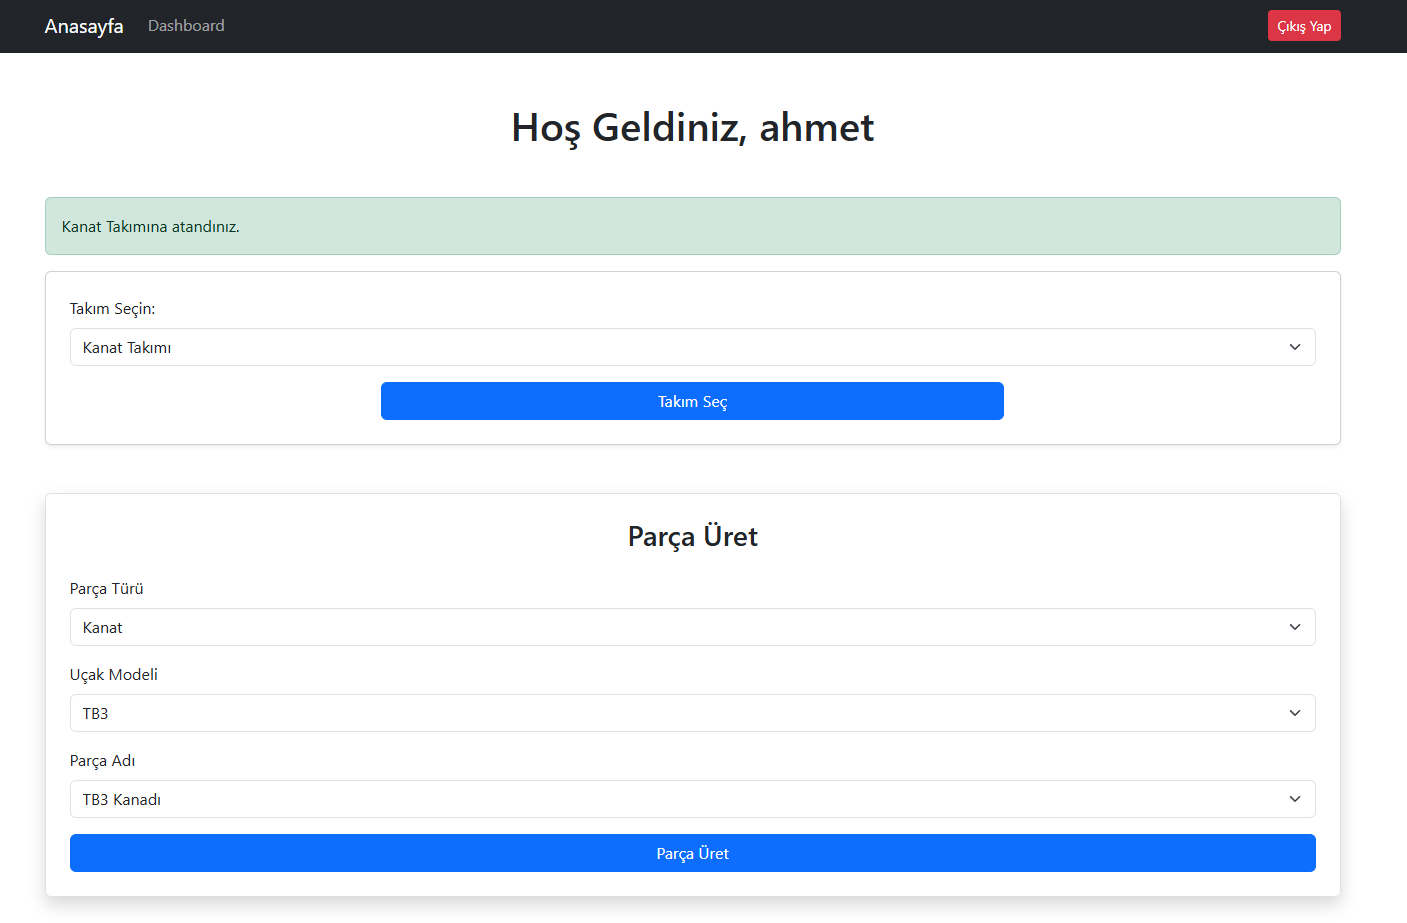 Anasayfa Dashboard Çıkış Yap
Hoş Geldiniz, ahmet
Kanat Takımına atandınız.
Takım Seçin:
Kanat Takımı
Takım Seç
Parça Üret
Parça Türü
Kanat
Uçak Modeli
TB3
Parça Adı
TB3 Kanadı
Parça Üret